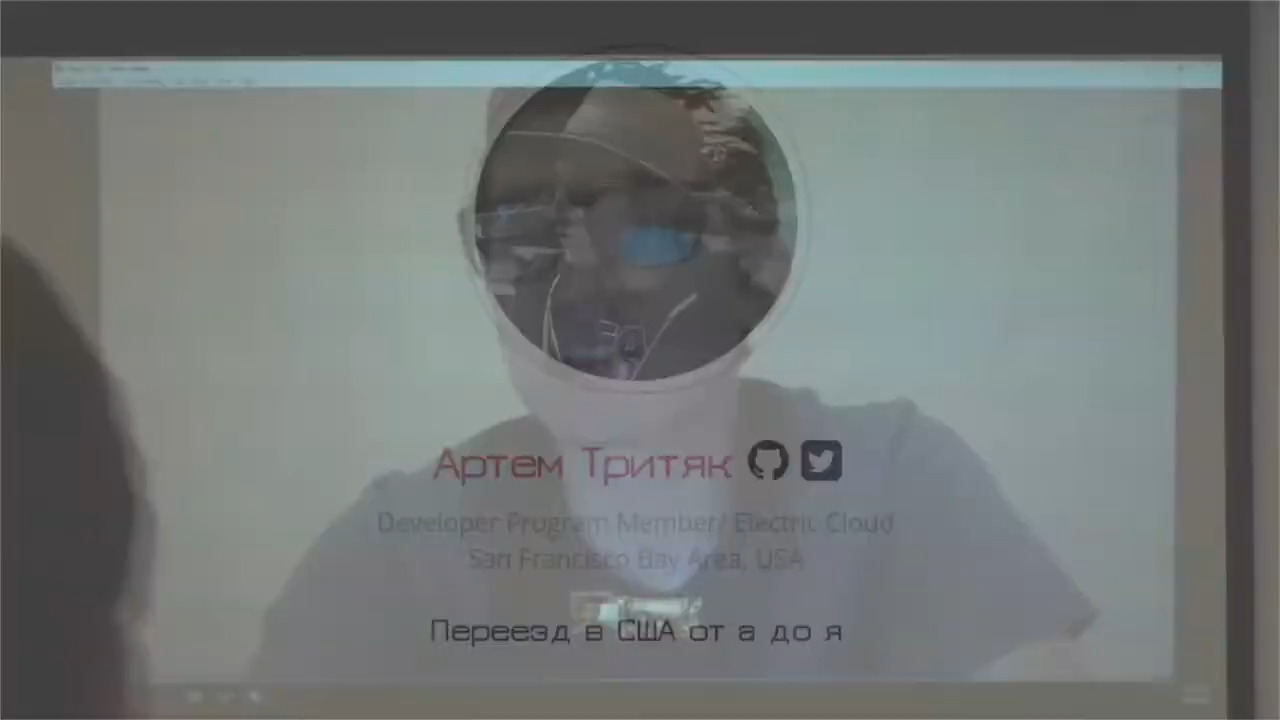 Артем Тритяк
Developer Program Member/ Electric Cloud
San Francisco Bay Area, USA
Переезд в США от а до я